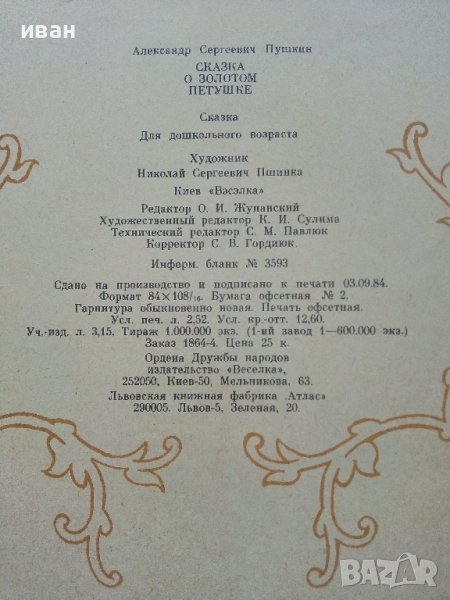 иван
Александр Сергеевич Пушкин
СКАЗКА
О ЗОЛОТОМ
ПЕТУШКЕ
Сказка
Для дошкольного возраста
Художник
Николай Сергеевич Пшинка
Киев «Вэсэлка»
Редактор О. И. Жупанский
Художественный редактор К. И. Сулима
Технический редактор С. М. Павлюк
Корректор С. В. Гордиюк
Информ. бланк № 3593
Сдано на производство и подписано к печати 03.09.84.
Формат 84×108/16. Бумага офсетная № 2.
Гарнитура обыкновенно новая. Печать офсетная.
Усл. печ. л. 2,52. Усл. кр.-отт. 12,60.
Уч.-изд. л. 3,15. Тираж 1.000.000 экз. (1-ий завод 1—600.000 экз.)
Заказ 1864-4. Цена 25 к.
Ордена Дружбы народов
издательство «Веселка»,
252050, Киев-50, Мельникова, 63.
Львовская книжная фабрика „Атлас"
290005. Львов-5, Зеленая, 20.
BAZAR
.bg